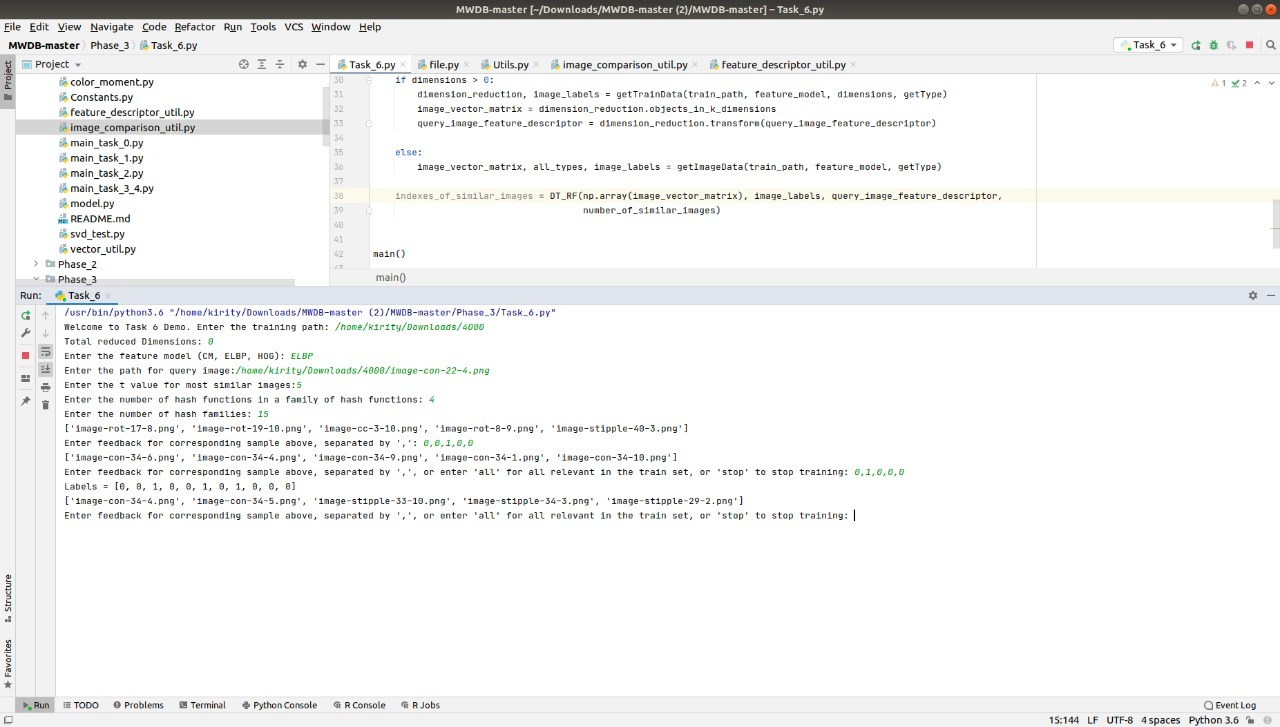 MWDB-master [~/Downloads/MWDB-master (2)/MWDB-master] – Task_6.py
File Edit View Navigate Code Refactor Run Tools VCS Window Help
MWDB-master Phase_3 Task_6.py
Task_6
Project
Project
Task_6.py file.py Utils.py image_comparison_util.py feature_descriptor_util.py
color_moment.py
Constants.py
feature_descriptor_util.py
image_comparison_util.py
main_task_0.py
main_task_1.py
main_task_2.py
main_task_3_4.py
model.py
README.md
svd_test.py
vector_util.py
Phase_2
Phase_3
1 2
30 if dimensions > 0:
31 dimension_reduction, image_labels = getTrainData(train_path, feature_model, dimensions, getType)
32 image_vector_matrix = dimension_reduction.objects_in_k_dimensions
33 query_image_feature_descriptor = dimension_reduction.transform(query_image_feature_descriptor)
34
35 else:
36 image_vector_matrix, all_types, image_labels = getImageData(train_path, feature_model, getType)
37
38 indexes_of_similar_images = DT_RF(np.array(image_vector_matrix), image_labels, query_image_feature_descriptor,
39 number_of_similar_images)
40
41
42 main()
43
main()
Run: Task_6
/usr/bin/python3.6 "/home/kirity/Downloads/MWDB-master (2)/MWDB-master/Phase_3/Task_6.py"
Welcome to Task 6 Demo. Enter the training path: /home/kirity/Downloads/4000
Total reduced Dimensions: 0
Enter the feature model (CM, ELBP, HOG): ELBP
Enter the path for query image:/home/kirity/Downloads/4000/image-con-22-4.png
Enter the t value for most similar images:5
Enter the number of hash functions in a family of hash functions: 4
Enter the number of hash families: 15
['image-rot-17-8.png', 'image-rot-19-10.png', 'image-cc-3-10.png', 'image-rot-8-9.png', 'image-stipple-40-3.png']
Enter feedback for corresponding sample above, separated by ',': 0,0,1,0,0
['image-con-34-6.png', 'image-con-34-4.png', 'image-con-34-9.png', 'image-con-34-1.png', 'image-con-34-10.png']
Enter feedback for corresponding sample above, separated by ',', or enter 'all' for all relevant in the train set, or 'stop' to stop training: 0,1,0,0,0
Labels = [0, 0, 1, 0, 0, 1, 0, 1, 0, 0, 0]
['image-con-34-4.png', 'image-con-34-5.png', 'image-stipple-33-10.png', 'image-stipple-34-3.png', 'image-stipple-29-2.png']
Enter feedback for corresponding sample above, separated by ',', or enter 'all' for all relevant in the train set, or 'stop' to stop training:
Structure
Favorites
Run TODO Problems Terminal Python Console R Console R Jobs Event Log
15:144 LF UTF-8 4 spaces Python 3.6